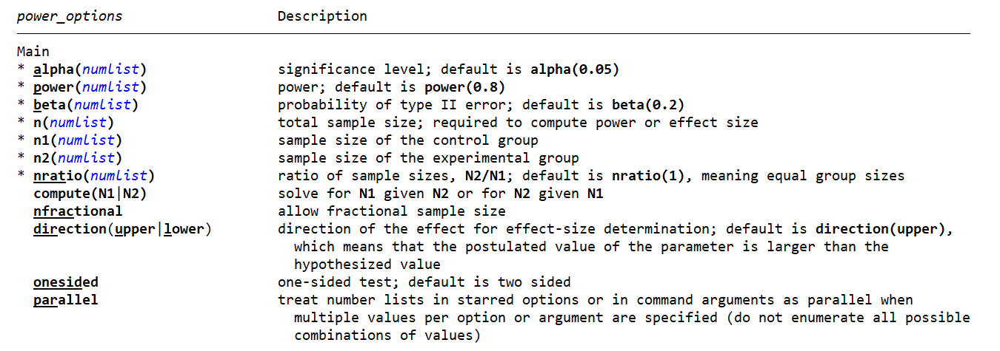 power_options Description
Main
* alpha(numlist) significance level; default is alpha(0.05)
* power(numlist) power; default is power(0.8)
* beta(numlist) probability of type II error; default is beta(0.2)
* n(numlist) total sample size; required to compute power or effect size
* n1(numlist) sample size of the control group
* n2(numlist) sample size of the experimental group
* nratio(numlist) ratio of sample sizes, N2/N1; default is nratio(1), meaning equal group sizes
compute(N1|N2) solve for N1 given N2 or for N2 given N1
nfractional allow fractional sample size
direction(upper|lower) direction of the effect for effect-size determination; default is direction(upper),
which means that the postulated value of the parameter is larger than the
hypothesized value
onesided one-sided test; default is two sided
parallel treat number lists in starred options or in command arguments as parallel when
multiple values per option or argument are specified (do not enumerate all possible
combinations of values)